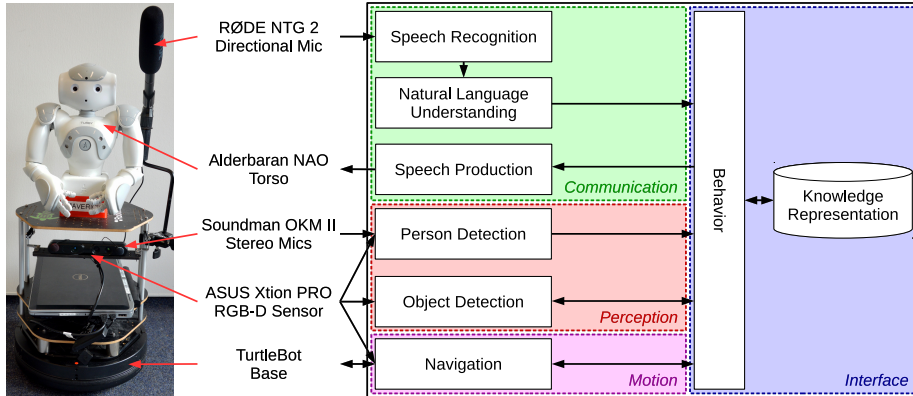 RØDE NTG 2
Directional Mic
Speech Recognition
Natural Language
Understanding
Alderbaran NAO
Torso
Speech Production
Communication
Soundman OKM II
Stereo Mics
Person Detection
ASUS Xtion PRO
RGB-D Sensor
Object Detection
Perception
TurtleBot
Base
Navigation
Motion
Behavior
Knowledge
Representation
Interface